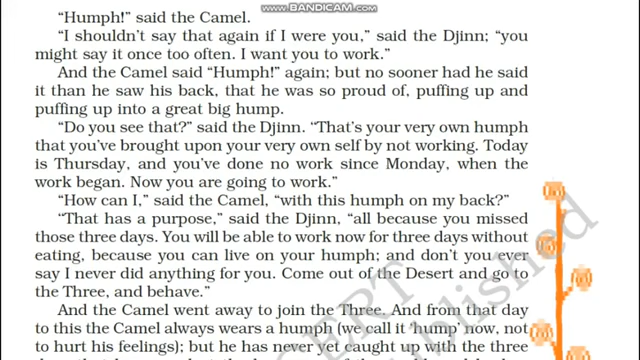 www.BANDICAM.com
"Humph!" said the Camel.
"I shouldn't say that again if I were you," said the Djinn; "you
might say it once too often. I want you to work."
And the Camel said "Humph!" again; but no sooner had he said
it than he saw his back, that he was so proud of, puffing up and
puffing up into a great big hump.
"Do you see that?" said the Djinn. "That's your very own humph
that you've brought upon your very own self by not working. Today
is Thursday, and you've done no work since Monday, when the
work began. Now you are going to work."
"How can I," said the Camel, "with this humph on my back?"
"That has a purpose," said the Djinn, "all because you missed
those three days. You will be able to work now for three days without
eating, because you can live on your humph; and don't you ever
say I never did anything for you. Come out of the Desert and go to
the Three, and behave."
And the Camel went away to join the Three. And from that day
to this the Camel always wears a humph (we call it 'hump' now, not
to hurt his feelings); but he has never yet caught up with the three